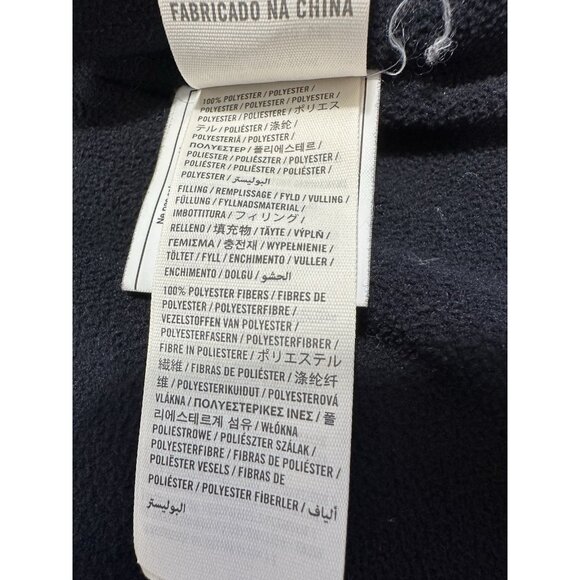 FABRICADO NA CHINA
100% POLYESTER / POLYESTER /
POLYESTER / POLYESTER / POLYESTER /
POLYESTER / POLIESTERE / ポリエス
テル / POLIÉSTER / 涤纶 /
POLYESTERIÄ / POLYESTER /
ΠΟΛΥΕΣΤΕΡ / 폴리에스테르 /
POLIESTER / POLIÉSZTER / POLYESTER /
POLIÉSTER / POLIËSTER / POLIÉSTER /
POLYESTER / البوليستر
FILLING / REMPLISSAGE / FYLD / VULLING /
FÜLLUNG / FYLLNADSMATERIAL /
IMBOTTITURA / フィリング /
RELLENO / 填充物 / TÄYTE / VÝPLŇ /
ΓΕΜΙΣΜΑ / 충전재 / WYPEŁNIENIE /
TÖLTET / FYLL / ENCHIMENTO / VULLER /
ENCHIMENTO / DOLGU / الحشو
100% POLYESTER FIBERS / FIBRES DE
POLYESTER / POLYESTERFIBRE /
VEZELSTOFFEN VAN POLYESTER /
POLYESTERFASERN / POLYESTERFIBRER /
FIBRE IN POLIESTERE / ポリエステル
繊維 / FIBRAS DE POLIÉSTER / 涤纶纤
维 / POLYESTERIKUIDUT / POLYESTEROVÁ
VLÁKNA / ΠΟΛΥΕΣΤΕΡΙΚΕΣ ΙΝΕΣ / 폴
리에스테르계 섬유 / WŁÓKNA
POLIESTROWE / POLIÉSZTER SZÁLAK /
POLYESTERFIBRE / FIBRAS DE POLIÉSTER /
POLIËSTER VESELS / FIBRAS DE
POLIÉSTER / POLYESTER FİBERLER / ألياف
البوليستر